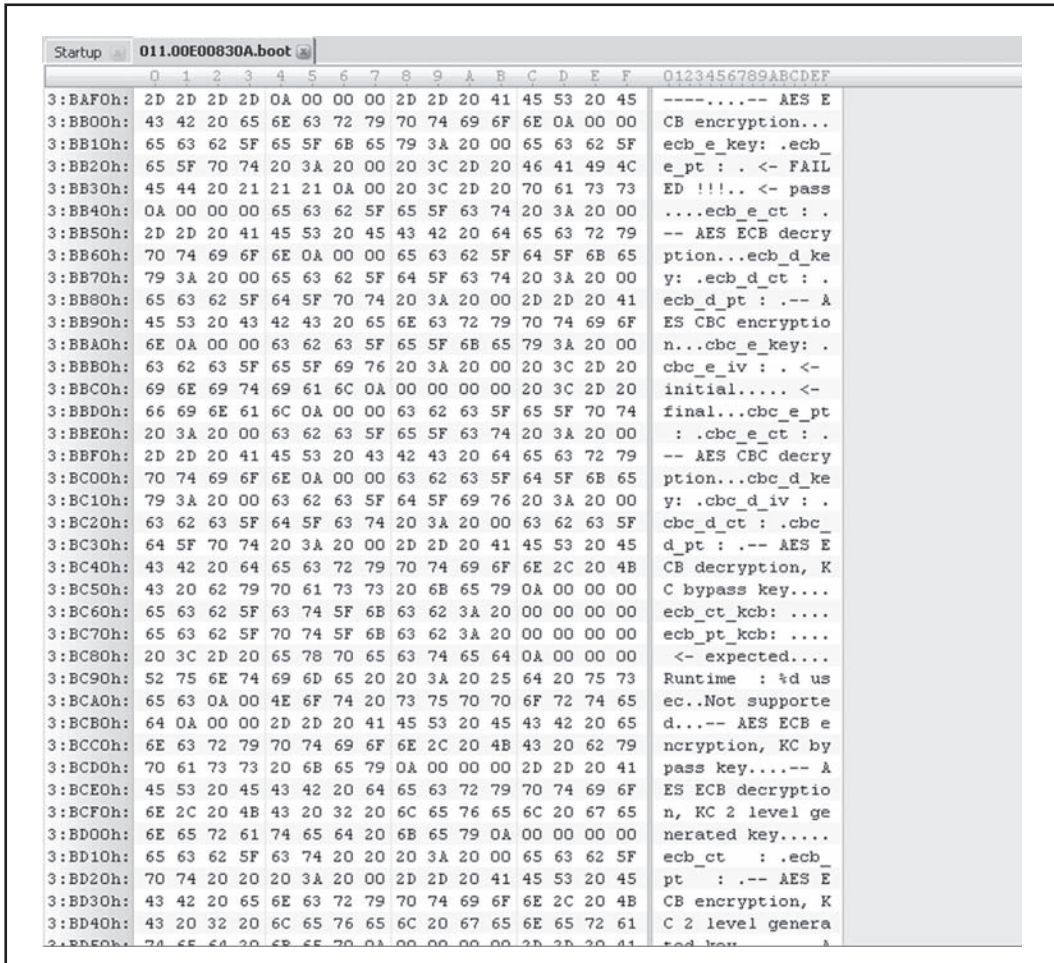 Startup 011.00E00830A.boot
0 1 2 3 4 5 6 7 8 9 A B C D E F 0123456789ABCDEF
3:BAF0h: 2D 2D 2D 2D 0A 00 00 00 2D 2D 20 41 45 53 20 45 ----....-- AES E
3:BB00h: 43 42 20 65 6E 63 72 79 70 74 69 6F 6E 0A 00 00 CB encryption...
3:BB10h: 65 63 62 5F 65 5F 6B 65 79 3A 20 00 65 63 62 5F ecb_e_key: .ecb_
3:BB20h: 65 5F 70 74 20 3A 20 00 20 3C 2D 20 46 41 49 4C e_pt : . <- FAIL
3:BB30h: 45 44 20 21 21 21 0A 00 20 3C 2D 20 70 61 73 73 ED !!!.. <- pass
3:BB40h: 0A 00 00 00 65 63 62 5F 65 5F 63 74 20 3A 20 00 ....ecb_e_ct : .
3:BB50h: 2D 2D 20 41 45 53 20 45 43 42 20 64 65 63 72 79 -- AES ECB decry
3:BB60h: 70 74 69 6F 6E 0A 00 00 65 63 62 5F 64 5F 6B 65 ption...ecb_d_ke
3:BB70h: 79 3A 20 00 65 63 62 5F 64 5F 63 74 20 3A 20 00 y: .ecb_d_ct : .
3:BB80h: 65 63 62 5F 64 5F 70 74 20 3A 20 00 2D 2D 20 41 ecb_d_pt : .-- A
3:BB90h: 45 53 20 43 42 43 20 65 6E 63 72 79 70 74 69 6F ES CBC encryptio
3:BBA0h: 6E 0A 00 00 63 62 63 5F 65 5F 6B 65 79 3A 20 00 n...cbc_e_key: .
3:BBB0h: 63 62 63 5F 65 5F 69 76 20 3A 20 00 20 3C 2D 20 cbc_e_iv : . <-
3:BBC0h: 69 6E 69 74 69 61 6C 0A 00 00 00 00 20 3C 2D 20 initial..... <-
3:BBD0h: 66 69 6E 61 6C 0A 00 00 63 62 63 5F 65 5F 70 74 final...cbc_e_pt
3:BBE0h: 20 3A 20 00 63 62 63 5F 65 5F 63 74 20 3A 20 00 : .cbc_e_ct : .
3:BBF0h: 2D 2D 20 41 45 53 20 43 42 43 20 64 65 63 72 79 -- AES CBC decry
3:BC00h: 70 74 69 6F 6E 0A 00 00 63 62 63 5F 64 5F 6B 65 ption...cbc_d_ke
3:BC10h: 79 3A 20 00 63 62 63 5F 64 5F 69 76 20 3A 20 00 y: .cbc_d_iv : .
3:BC20h: 63 62 63 5F 64 5F 63 74 20 3A 20 00 63 62 63 5F cbc_d_ct : .cbc_
3:BC30h: 64 5F 70 74 20 3A 20 00 2D 2D 20 41 45 53 20 45 d_pt : .-- AES E
3:BC40h: 43 42 20 64 65 63 72 79 70 74 69 6F 6E 2C 20 4B CB decryption, K
3:BC50h: 43 20 62 79 70 61 73 73 20 6B 65 79 0A 00 00 00 C bypass key....
3:BC60h: 65 63 62 5F 63 74 5F 6B 63 62 3A 20 00 00 00 00 ecb_ct_kcb: ....
3:BC70h: 65 63 62 5F 70 74 5F 6B 63 62 3A 20 00 00 00 00 ecb_pt_kcb: ....
3:BC80h: 20 3C 2D 20 65 78 70 65 63 74 65 64 0A 00 00 00 <- expected....
3:BC90h: 52 75 6E 74 69 6D 65 20 20 3A 20 25 64 20 75 73 Runtime  : %d us
3:BCA0h: 65 63 0A 00 4E 6F 74 20 73 75 70 70 6F 72 74 65 ec..Not supporte
3:BCB0h: 64 0A 00 00 2D 2D 20 41 45 53 20 45 43 42 20 65 d...-- AES ECB e
3:BCC0h: 6E 63 72 79 70 74 69 6F 6E 2C 20 4B 43 20 62 79 ncryption, KC by
3:BCD0h: 70 61 73 73 20 6B 65 79 0A 00 00 00 2D 2D 20 41 pass key....-- A
3:BCE0h: 45 53 20 45 43 42 20 64 65 63 72 79 70 74 69 6F ES ECB decryptio
3:BCF0h: 6E 2C 20 4B 43 20 32 20 6C 65 76 65 6C 20 67 65 n, KC 2 level ge
3:BD00h: 6E 65 72 61 74 65 64 20 6B 65 79 0A 00 00 00 00 nerated key.....
3:BD10h: 65 63 62 5F 63 74 20 20 20 3A 20 00 65 63 62 5F ecb_ct   : .ecb_
3:BD20h: 70 74 20 20 20 3A 20 00 2D 2D 20 41 45 53 20 45 pt   : .-- AES E
3:BD30h: 43 42 20 65 6E 63 72 79 70 74 69 6F 6E 2C 20 4B CB encryption, K
3:BD40h: 43 20 32 20 6C 65 76 65 6C 20 67 65 6E 65 72 61 C 2 level genera